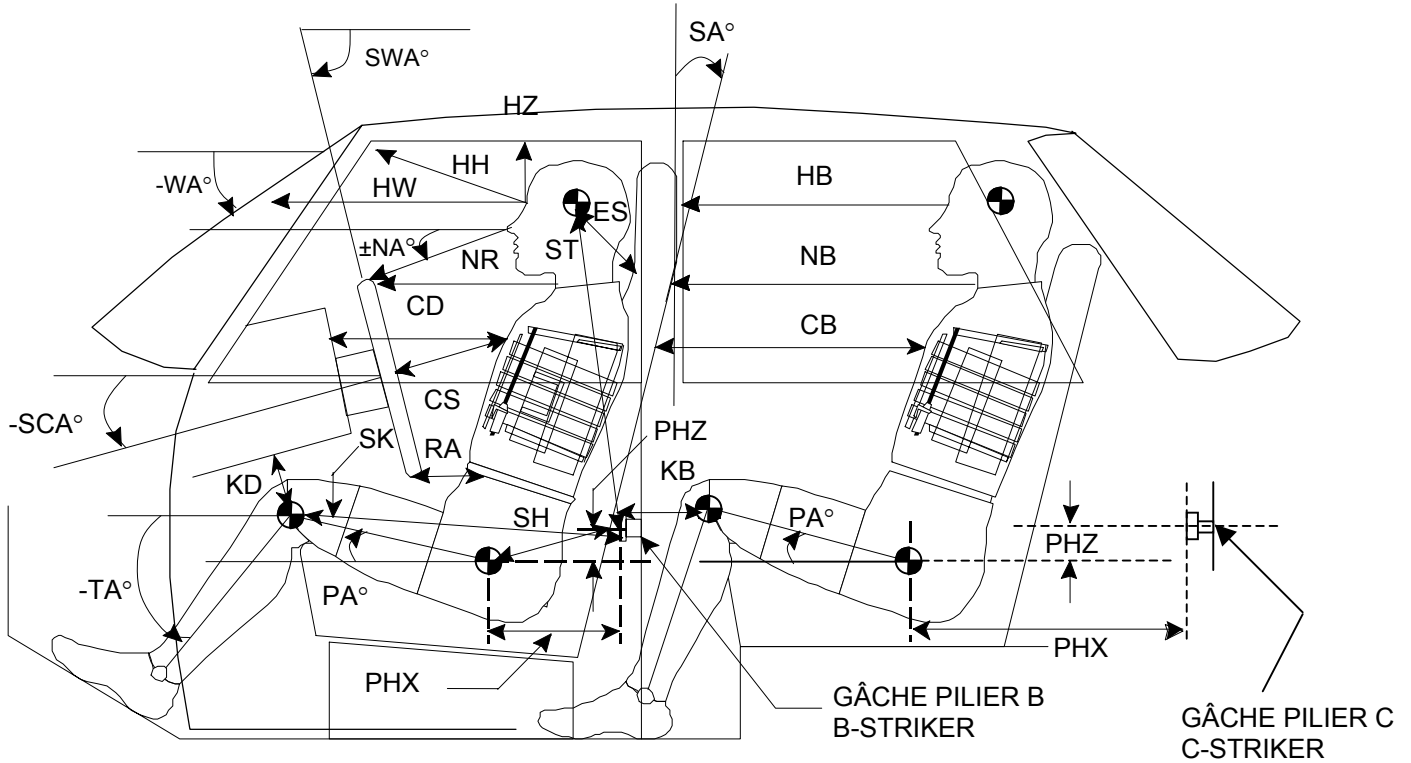 SA°
SWA°
HZ
HH
-WA°
HW
HB
ES
±NA°
ST
NR
NB
CD
CB
CS
-SCA°
SK
RA
PHZ
KD
KB
SH
PA°
PHZ
-TA°
PA°
PHX
PHX
GÂCHE PILIER B
B-STRIKER
GÂCHE PILIER C
C-STRIKER